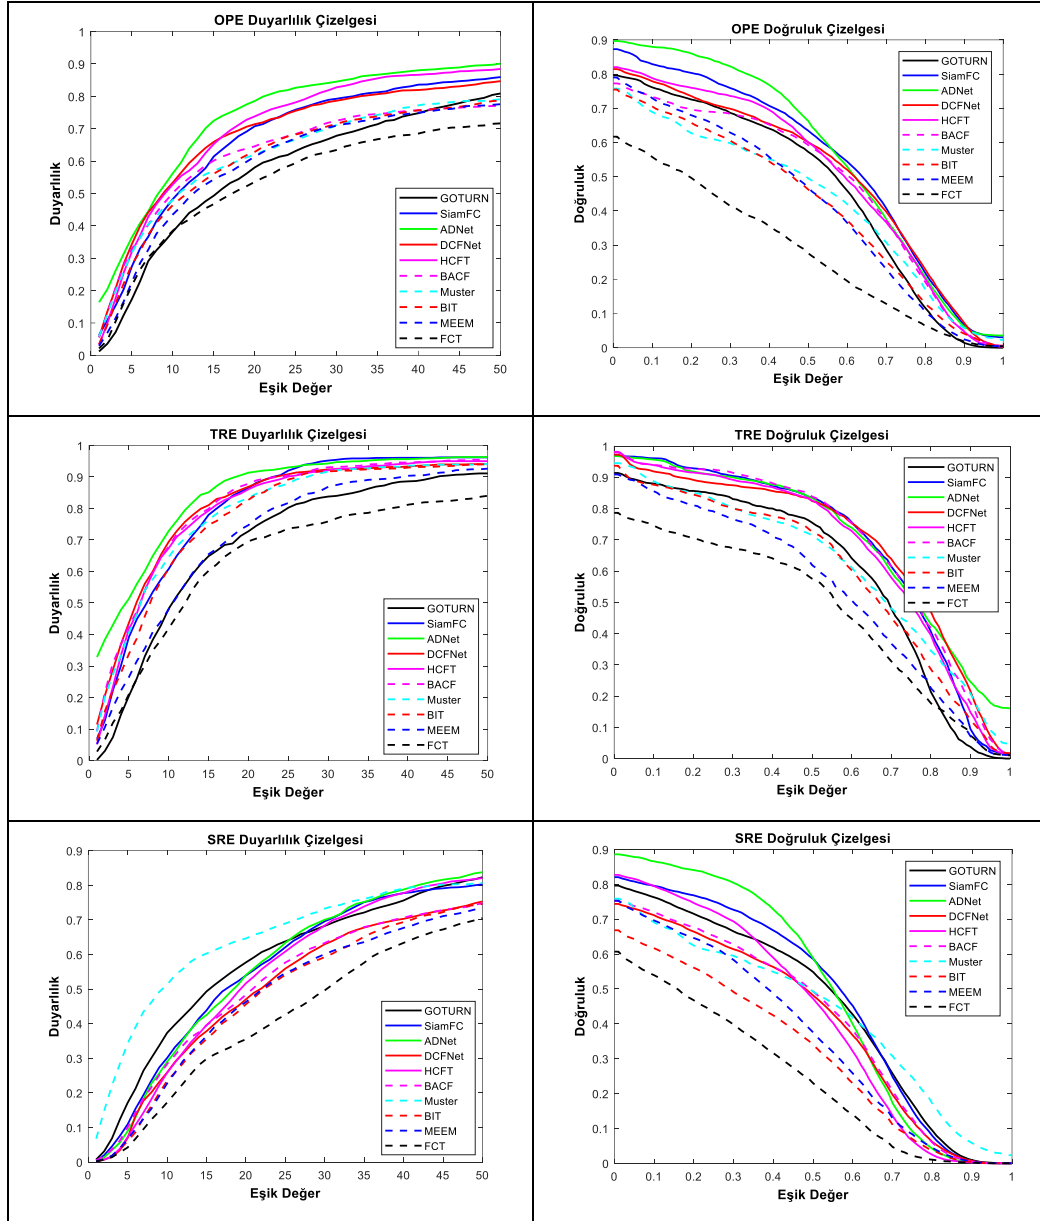 OPE Duyarlılık Çizelgesi
1
0.9
0.8
0.7
0.6
0.5
0.4
0.3
0.2
0.1
0
Duyarlılık
GOTURN
SiamFC
ADNet
DCFNet
HCFT
BACF
Muster
BIT
MEEM
FCT
0 5 10 15 20 25 30 35 40 45 50
Eşik Değer
OPE Doğruluk Çizelgesi
0.9
0.8
0.7
0.6
0.5
0.4
0.3
0.2
0.1
0
Doğruluk
GOTURN
SiamFC
ADNet
DCFNet
HCFT
BACF
Muster
BIT
MEEM
FCT
0 0.1 0.2 0.3 0.4 0.5 0.6 0.7 0.8 0.9 1
Eşik Değer
TRE Duyarlılık Çizelgesi
1
0.9
0.8
0.7
0.6
0.5
0.4
0.3
0.2
0.1
0
Duyarlılık
GOTURN
SiamFC
ADNet
DCFNet
HCFT
BACF
Muster
BIT
MEEM
FCT
0 5 10 15 20 25 30 35 40 45 50
Eşik Değer
TRE Doğruluk Çizelgesi
1
0.9
0.8
0.7
0.6
0.5
0.4
0.3
0.2
0.1
0
Doğruluk
GOTURN
SiamFC
ADNet
DCFNet
HCFT
BACF
Muster
BIT
MEEM
FCT
0 0.1 0.2 0.3 0.4 0.5 0.6 0.7 0.8 0.9 1
Eşik Değer
SRE Duyarlılık Çizelgesi
0.9
0.8
0.7
0.6
0.5
0.4
0.3
0.2
0.1
0
Duyarlılık
GOTURN
SiamFC
ADNet
DCFNet
HCFT
BACF
Muster
BIT
MEEM
FCT
0 5 10 15 20 25 30 35 40 45 50
Eşik Değer
SRE Doğruluk Çizelgesi
0.9
0.8
0.7
0.6
0.5
0.4
0.3
0.2
0.1
0
Doğruluk
GOTURN
SiamFC
ADNet
DCFNet
HCFT
BACF
Muster
BIT
MEEM
FCT
0 0.1 0.2 0.3 0.4 0.5 0.6 0.7 0.8 0.9 1
Eşik Değer